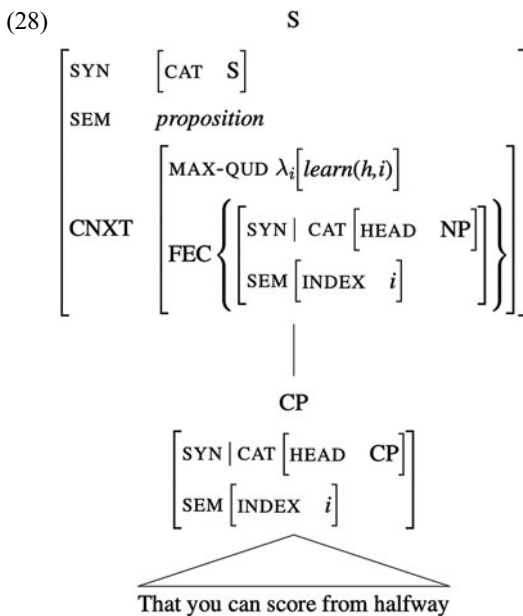 (28) S
SYN [CAT S]
SEM proposition
MAX-QUD λi[learn(h,i)]
SYN | CAT [HEAD NP]
CNXT FEC
SEM [INDEX i]
CP
SYN | CAT [HEAD CP]
SEM [INDEX i]
That you can score from halfway